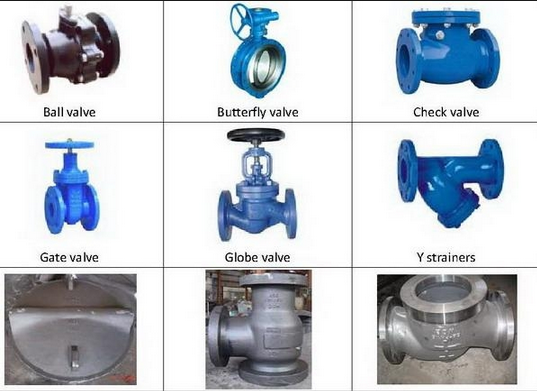 Ball valve
Butterfly valve
Check valve
Gate valve
Globe valve
Y strainers